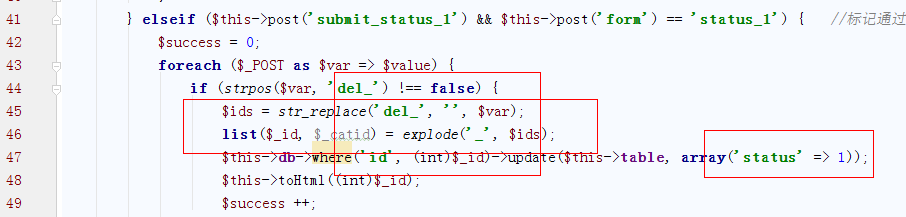 41 } elseif ($this->post('submit_status_1') && $this->post('form') == 'status_1') { //标记通过
42 $success = 0;
43 foreach ($_POST as $var => $value) {
44 if (strpos($var, 'del_') !== false) {
45 $ids = str_replace('del_', '', $var);
46 list($_id, $_catid) = explode('_', $ids);
47 $this->db->where('id', (int)$_id)->update($this->table, array('status' => 1));
48 $this->toHtml((int)$_id);
49 $success ++;